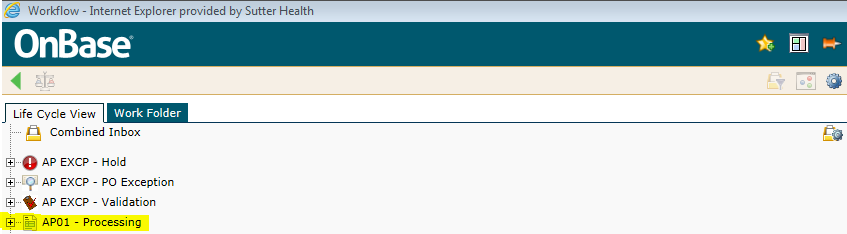 Workflow - Internet Explorer provided by Sutter Health
OnBase®
Life Cycle View Work Folder
Combined Inbox
AP EXCP - Hold
AP EXCP - PO Exception
AP EXCP - Validation
AP01 - Processing